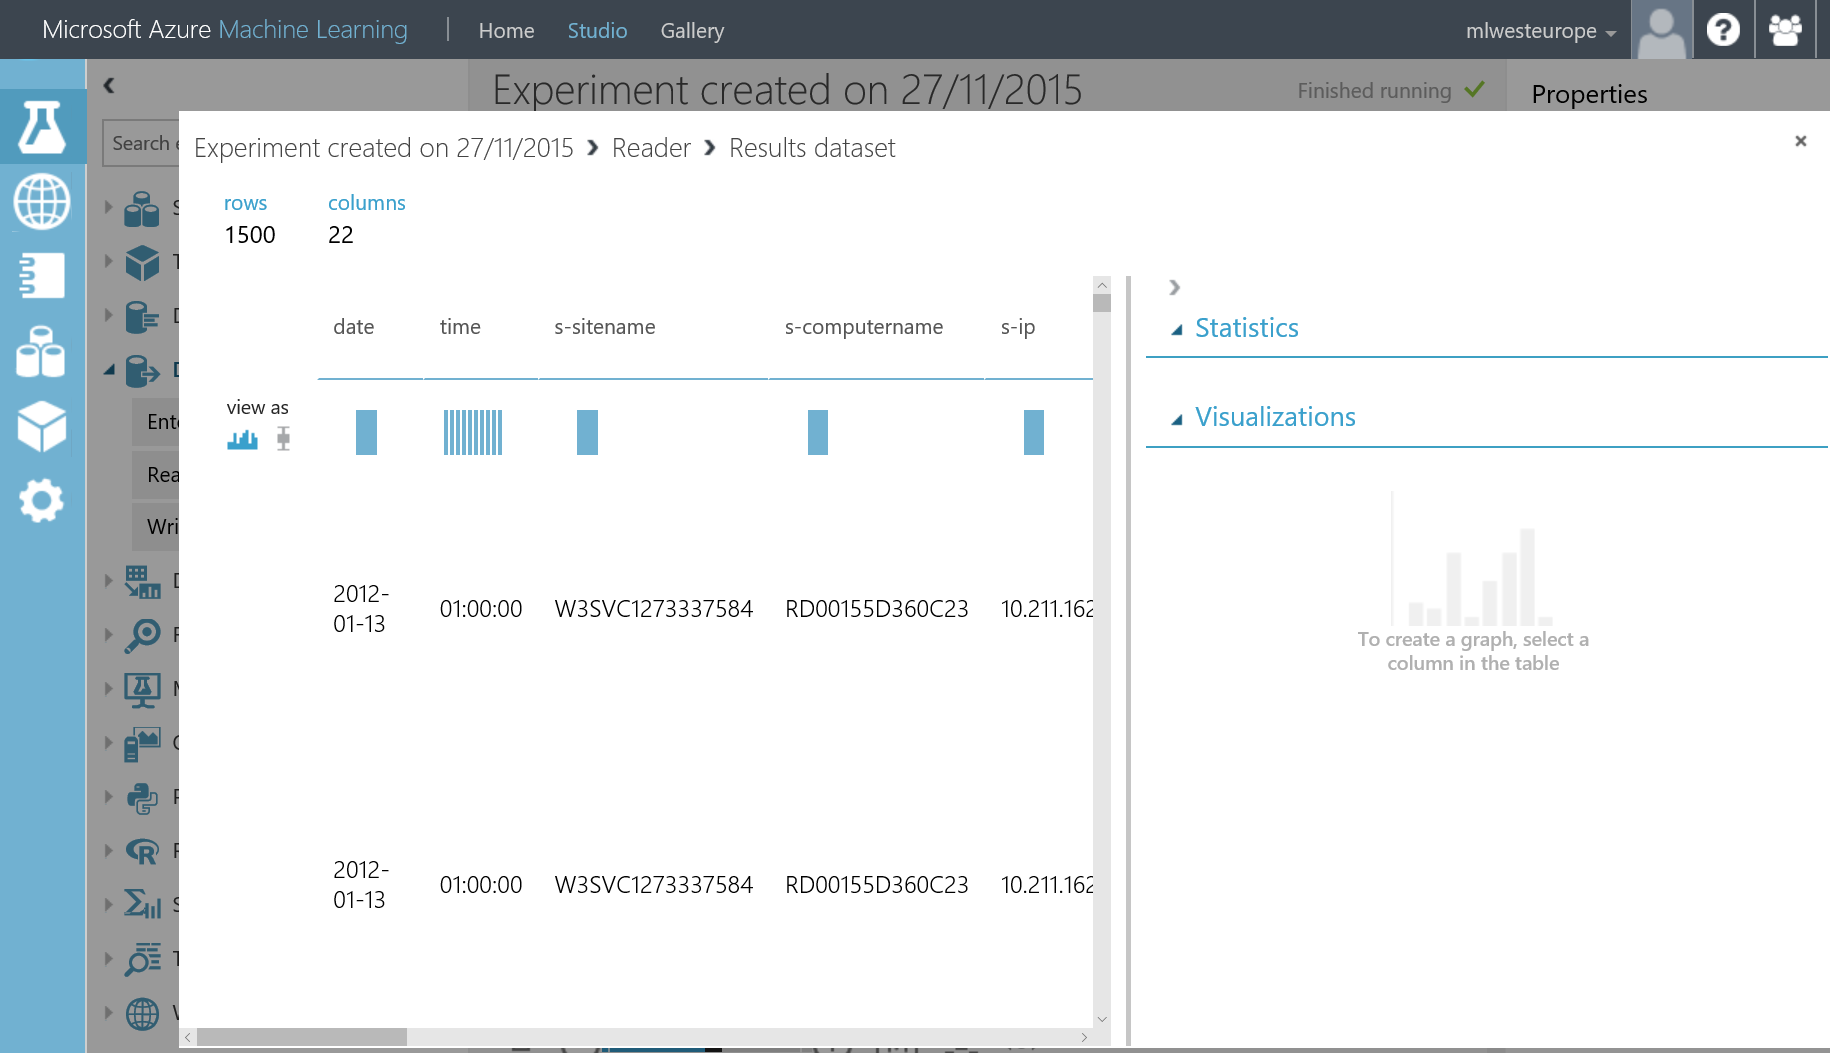 Microsoft Azure Machine Learning
Home
Studio
Gallery
mlwesteurope
Experiment created on 27/11/2015
Finished running
Properties
Search
Experiment created on 27/11/2015 › Reader › Results dataset
rows
columns
1500
22
date
time
s-sitename
s-computername
s-ip
view as
2012-
01-13
01:00:00
W3SVC1273337584
RD00155D360C23
10.211.162
2012-
01-13
01:00:00
W3SVC1273337584
RD00155D360C23
10.211.162
Statistics
Visualizations
To create a graph, select a
column in the table